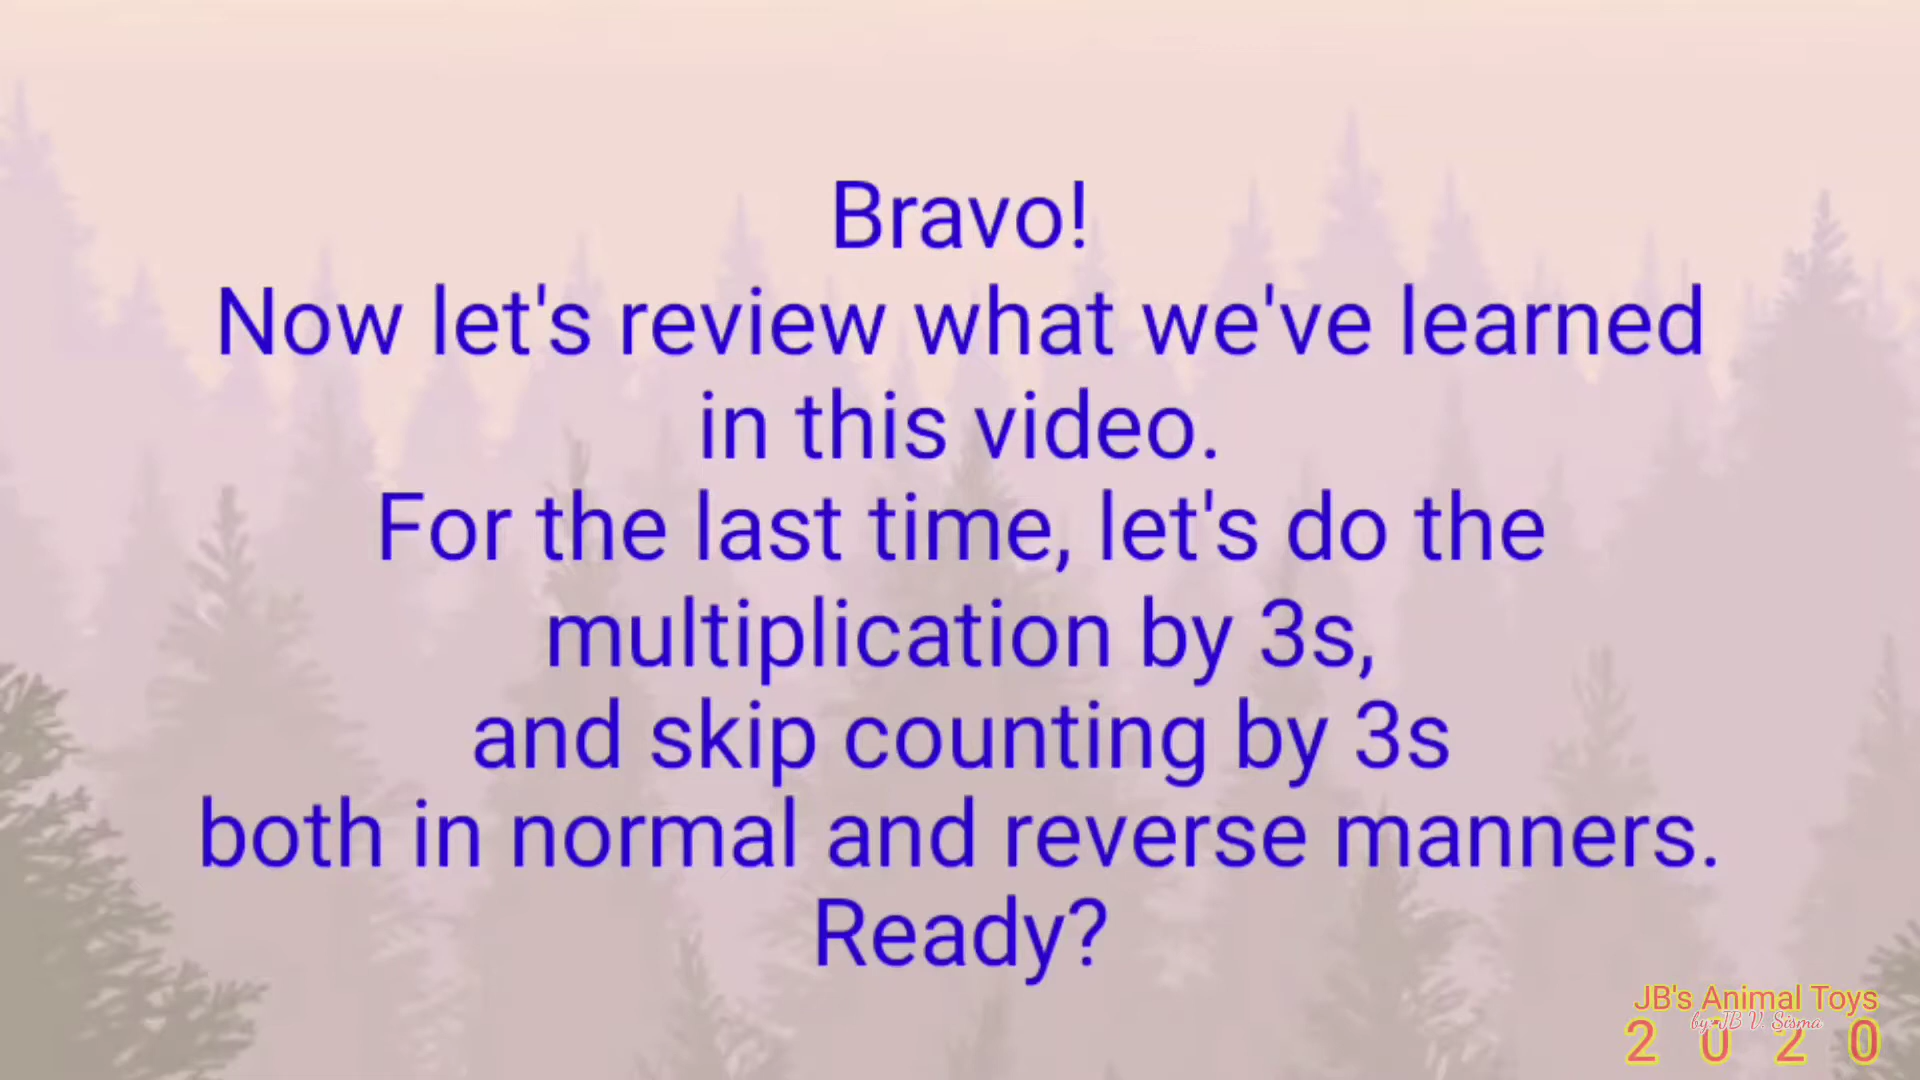 Bravo!
Now let's review what we've learned
in this video.
For the last time, let's do the
multiplication by 3s,
and skip counting by 3s
both in normal and reverse manners.
Ready?
JB's Animal Toys
by: JB V. Sisma
2 0 2 0